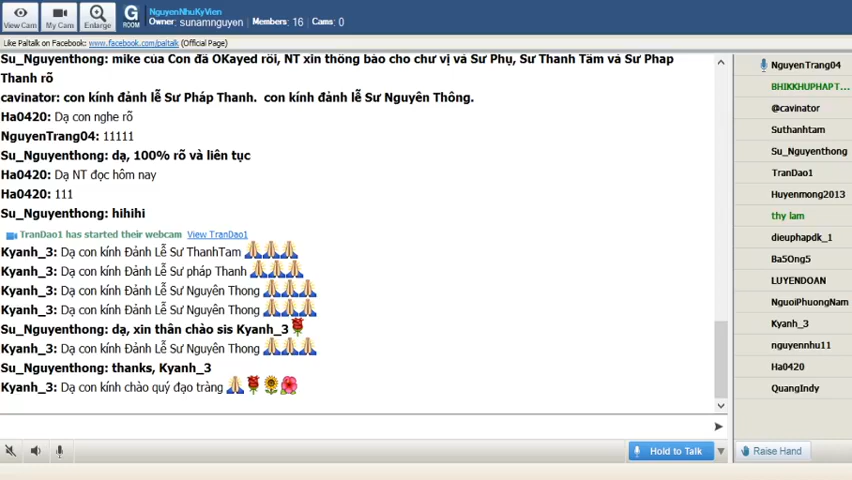 View Cam
My Cam
Enlarge
G
ROOM
NguyenNhuKyVien
Owner: sunamnguyen Members: 16 Cams: 0
Like Paltalk on Facebook: www.facebook.com/paltalk (Official Page)
Su_Nguyenthong: mike của Con đã OKayed rồi, NT xin thông báo cho chư vị và Sư Phụ, Sư Thanh Tâm và Sư Phap
Thanh rõ
cavinator: con kính đảnh lễ Sư Pháp Thanh. con kính đảnh lễ Sư Nguyên Thông.
Ha0420: Dạ con nghe rõ
NguyenTrang04: 11111
Su_Nguyenthong: dạ, 100% rõ và liên tục
Ha0420: Dạ NT đọc hôm nay
Ha0420: 111
Su_Nguyenthong: hihihi
TranDao1 has started their webcam View TranDao1
Kyanh_3: Dạ con kính Đảnh Lễ Sư ThanhTam
Kyanh_3: Dạ con kính Đảnh Lễ Sư pháp Thanh
Kyanh_3: Dạ con kính Đảnh Lễ Sư Nguyên Thong
Kyanh_3: Dạ con kính Đảnh Lễ Sư Nguyên Thong
Su_Nguyenthong: dạ, xin thân chào sis Kyanh_3
Kyanh_3: Dạ con kính Đảnh Lễ Sư Nguyên Thong
Su_Nguyenthong: thanks, Kyanh_3
Kyanh_3: Dạ con kính chào quý đạo tràng
Hold to Talk
NguyenTrang04
BHIKKHUPHAPT...
@cavinator
Suthanhtam
Su_Nguyenthong
TranDao1
Huyenmong2013
thy lam
dieuphapdk_1
Ba5Ong5
LUYENDOAN
NguoiPhuongNam
Kyanh_3
nguyennhu11
Ha0420
QuangIndy
Raise Hand